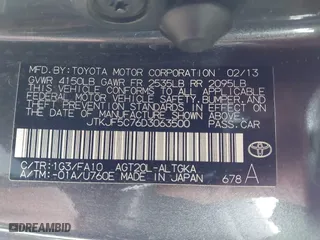 MFD.BY:TOYOTA MOTOR CORPORATION 02/13
GVWR 4150LB GAWR FR 2535LB RR 2095LB
THIS VEHICLE CONFORMS TO ALL APPLICABLE
FEDERAL MOTOR VEHICLE SAFETY, BUMPER,
AND THEFT PREVENTION STANDARDS IN EFFECT
ON THE DATE OF MANUFACTURE SHOWN ABOVE.
JTKJF5C76D3063500 PASS.CAR
C/TR:1G3/FA10 AGT20L-ALTGKA
A/TM:-01A/U760E MADE IN JAPAN 678 A
TOYOTA